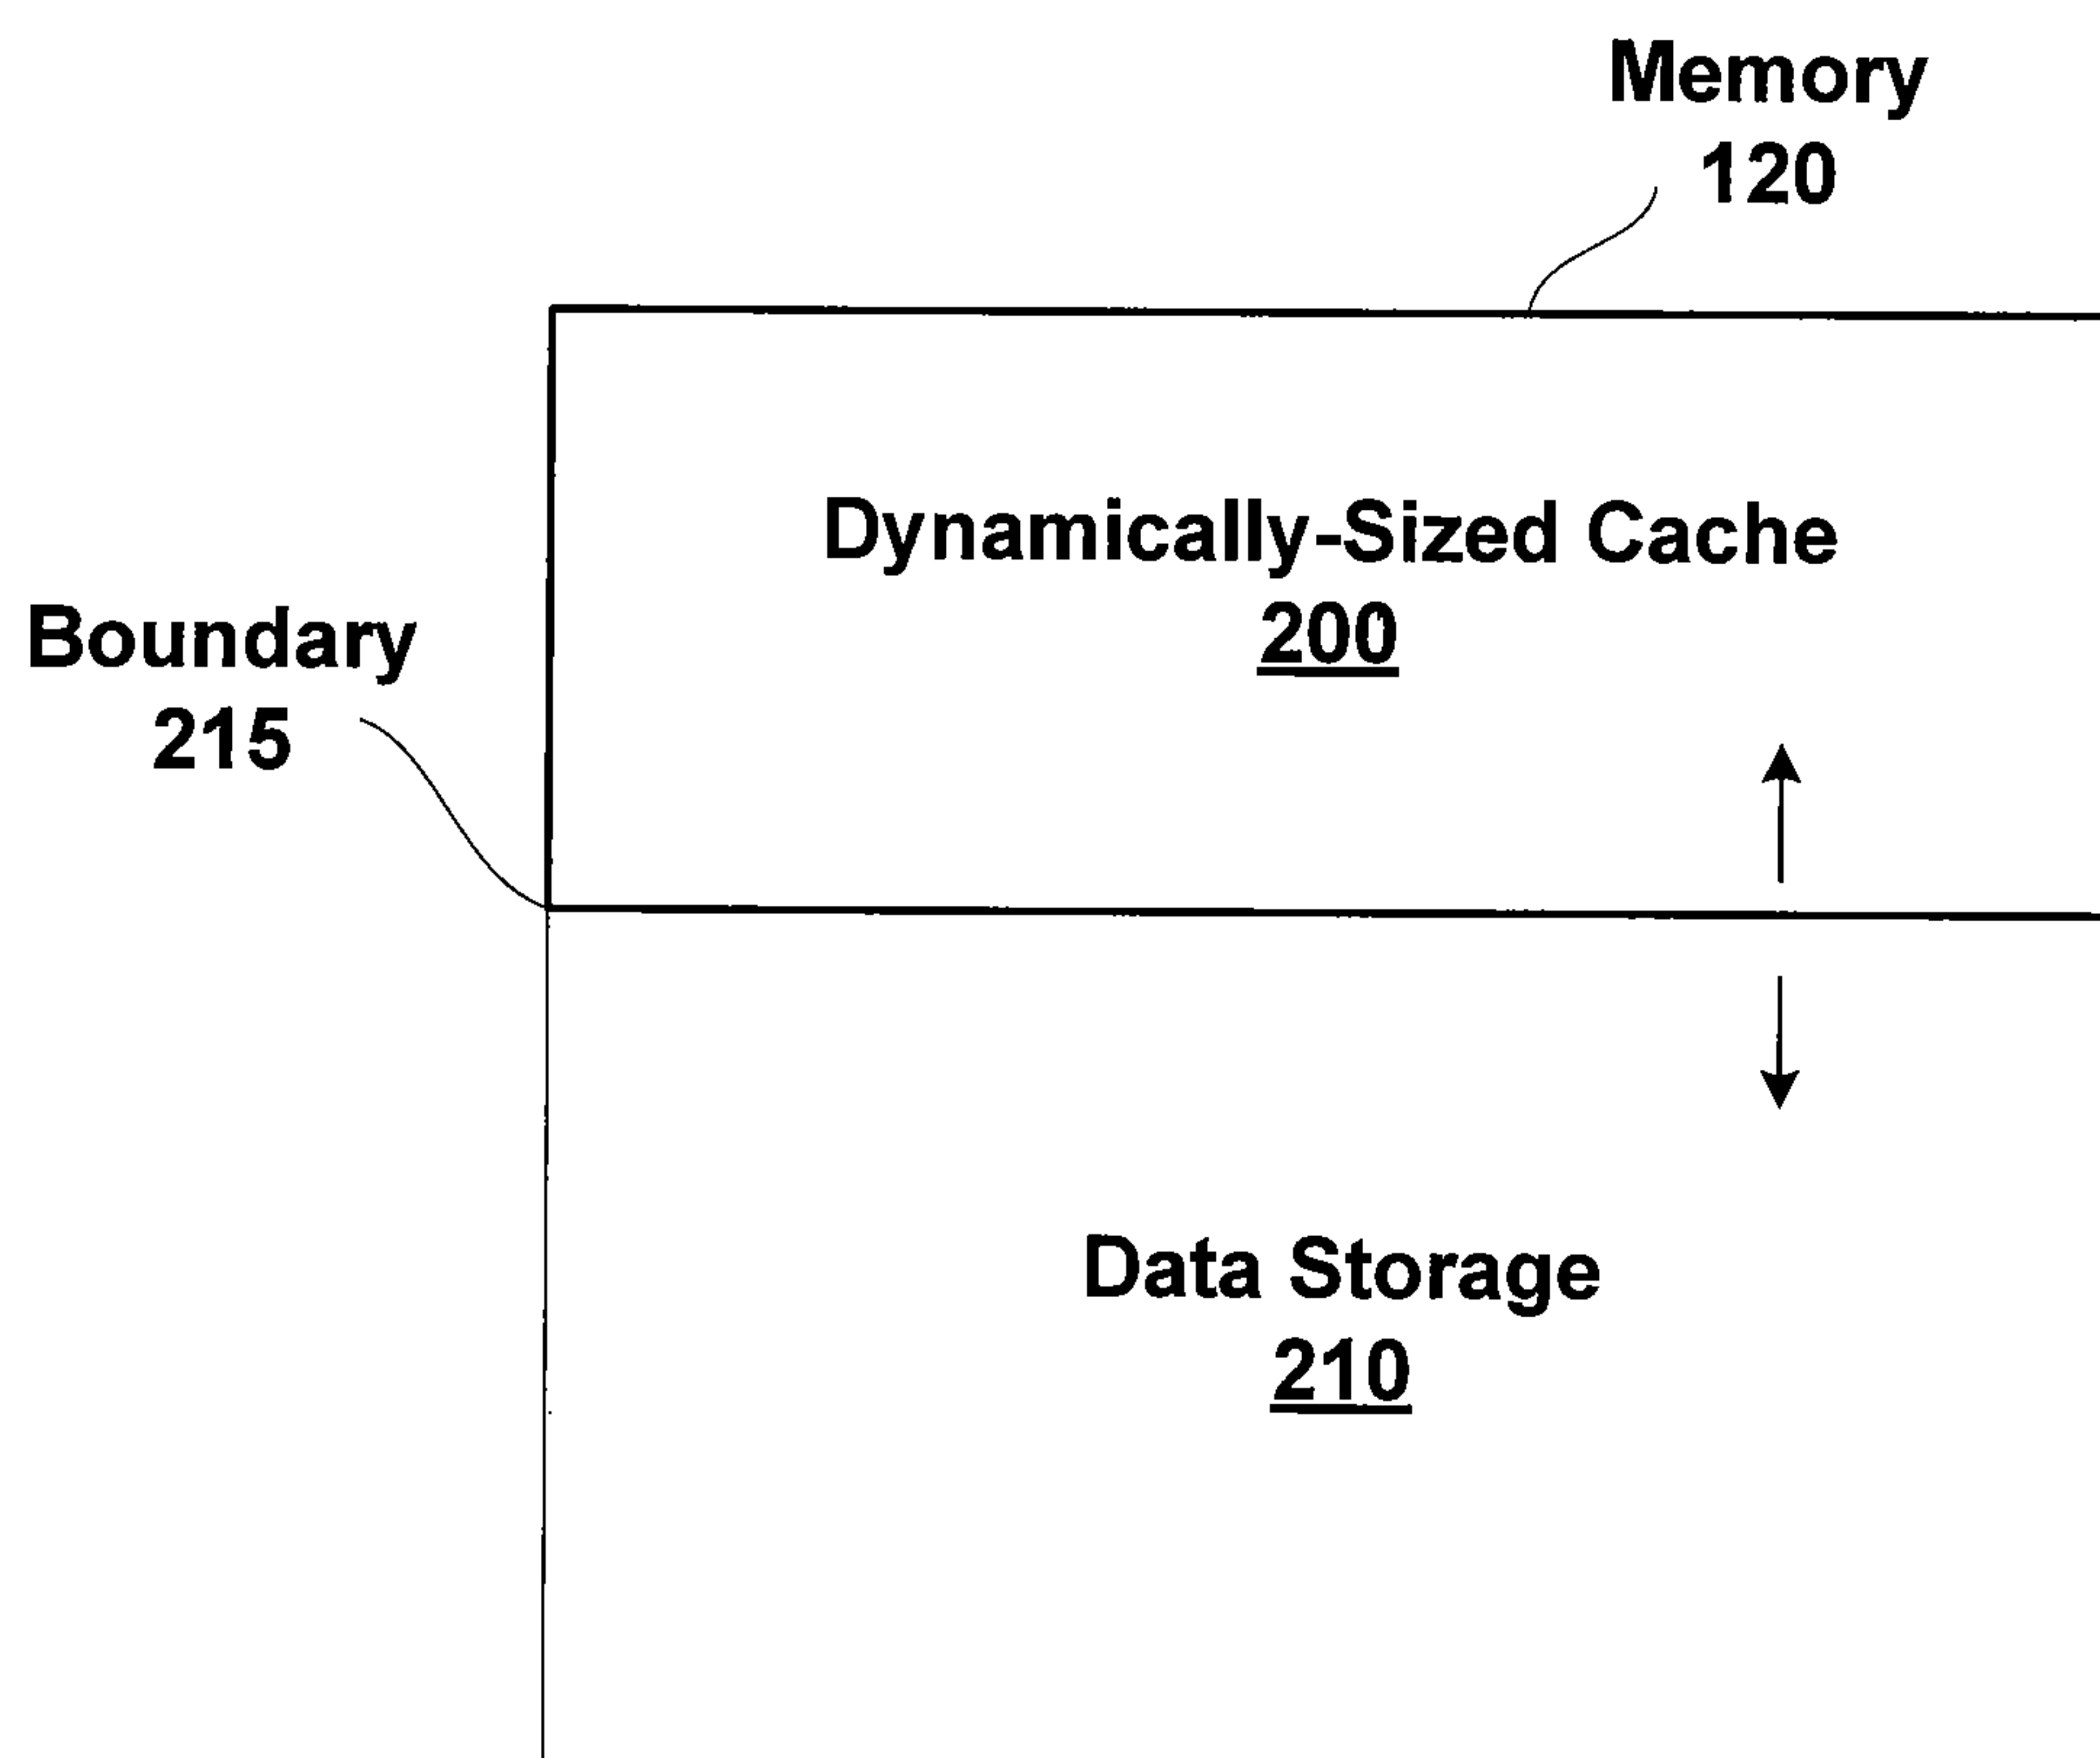 Memory
120
Dynamically-Sized Cache
200
Boundary
215
Data Storage
210